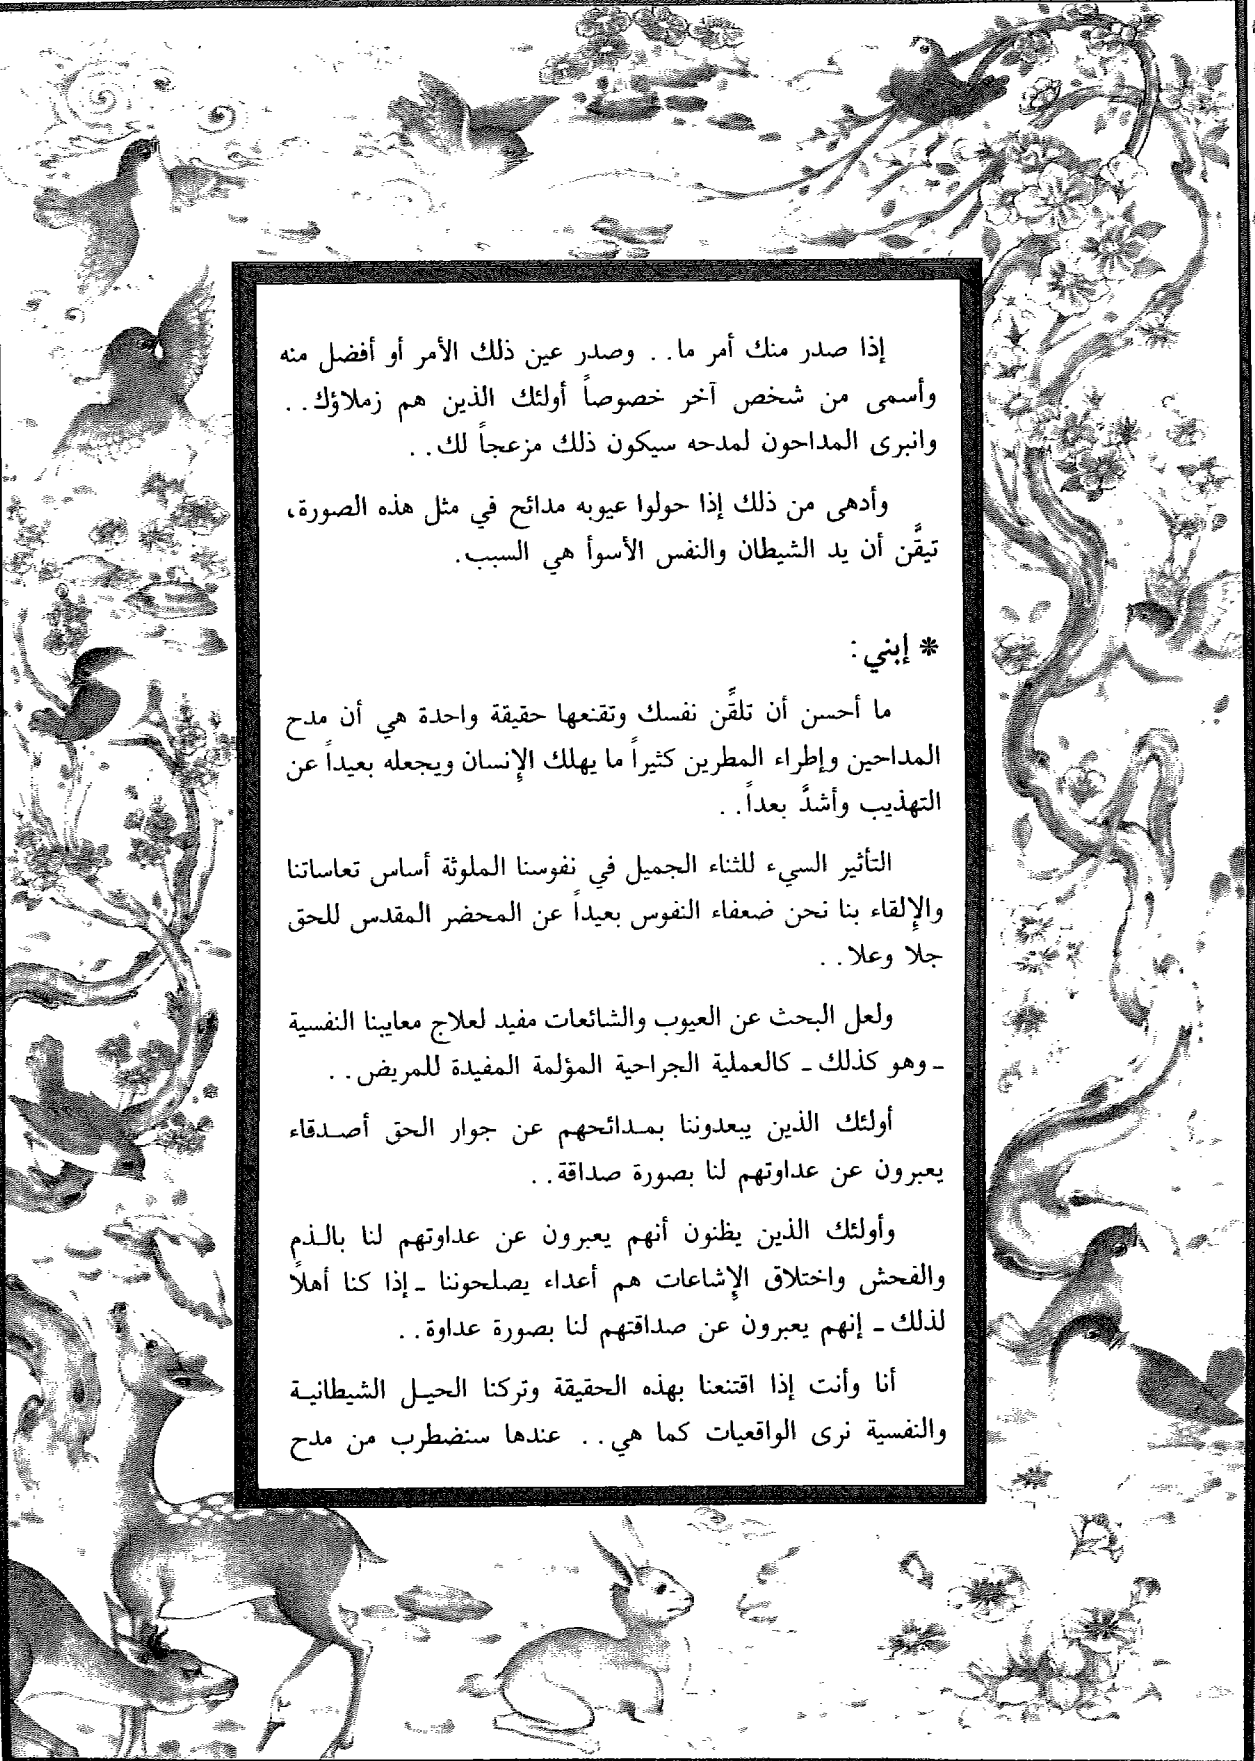 إذا صدر منك أمر ما.. وصدر عين ذلك الأمر أو أفضل منه
وأسمى من شخص آخر خصوصاً أولئك الذين هم زملاؤك..
وانبرى المداحون لمدحه سيكون ذلك مزعجاً لك..
وأدهى من ذلك إذا حولوا عيوبه مدائح في مثل هذه الصورة،
تيقَّن أن يد الشيطان والنفس الأسوأ هي السبب.
* إبني:
ما أحسن أن تلقَّن نفسك وتقنعها حقيقة واحدة هي أن مدح
المداحين وإطراء المطرين كثيراً ما يهلك الإنسان ويجعله بعيداً عن
التهذيب وأشدَّ بعداً..
التأثير السيء للثناء الجميل في نفوسنا الملوثة أساس تعاساتنا
والإلقاء بنا نحن ضعفاء النفوس بعيداً عن المحضر المقدس للحق
جلا وعلا..
ولعل البحث عن العيوب والشائعات مفيد لعلاج معايبنا النفسية
ـ وهو كذلك ـ كالعملية الجراحية المؤلمة المفيدة للمريض..
أولئك الذين يبعدوننا بمدائحهم عن جوار الحق أصدقاء
يعبرون عن عداوتهم لنا بصورة صداقة..
وأولئك الذين يظنون أنهم يعبرون عن عداوتهم لنا بالذم
والفحش واختلاق الإشاعات هم أعداء يصلحوننا ـ إذا كنا أهلاً
لذلك ـ إنهم يعبرون عن صداقتهم لنا بصورة عداوة..
أنا وأنت إذا اقتنعنا بهذه الحقيقة وتركنا الحيل الشيطانية
والنفسية نرى الواقعيات كما هي.. عندها سنضطرب من مدح